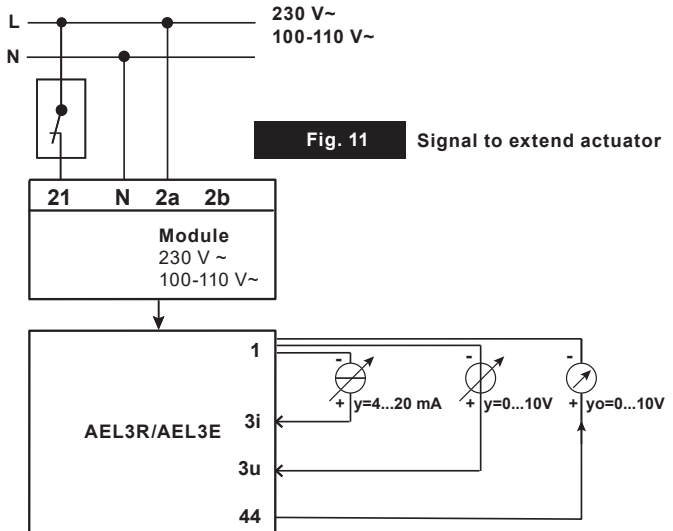 L
230 V~
100-110 V~
N
Fig. 11 Signal to extend actuator
21 N 2a 2b
Module
230 V ~
100-110 V~
1
- - -
+ y=4...20 mA + y=0...10V + yo=0...10V
AEL3R/AEL3E
3i
3u
44